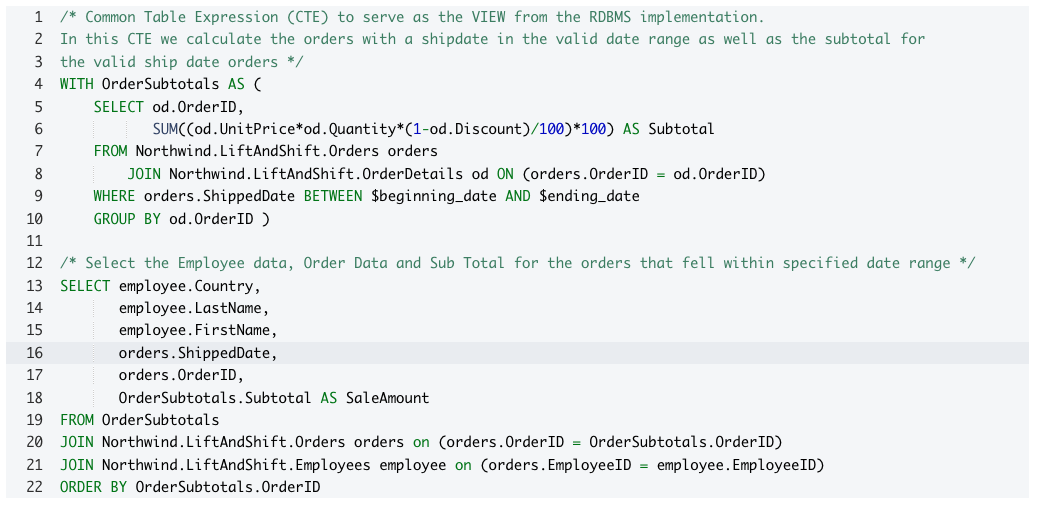 1 /* Common Table Expression (CTE) to serve as the VIEW from the RDBMS implementation.
2 In this CTE we calculate the orders with a shipdate in the valid date range as well as the subtotal for
3 the valid ship date orders */
4 WITH OrderSubtotals AS (
5     SELECT od.OrderID,
6            SUM((od.UnitPrice*od.Quantity*(1-od.Discount)/100)*100) AS Subtotal
7     FROM Northwind.LiftAndShift.Orders orders
8         JOIN Northwind.LiftAndShift.OrderDetails od ON (orders.OrderID = od.OrderID)
9     WHERE orders.ShippedDate BETWEEN $beginning_date AND $ending_date
10     GROUP BY od.OrderID )
11
12 /* Select the Employee data, Order Data and Sub Total for the orders that fell within specified date range */
13 SELECT employee.Country,
14        employee.LastName,
15        employee.FirstName,
16        orders.ShippedDate,
17        orders.OrderID,
18        OrderSubtotals.Subtotal AS SaleAmount
19 FROM OrderSubtotals
20 JOIN Northwind.LiftAndShift.Orders orders on (orders.OrderID = OrderSubtotals.OrderID)
21 JOIN Northwind.LiftAndShift.Employees employee on (orders.EmployeeID = employee.EmployeeID)
22 ORDER BY OrderSubtotals.OrderID